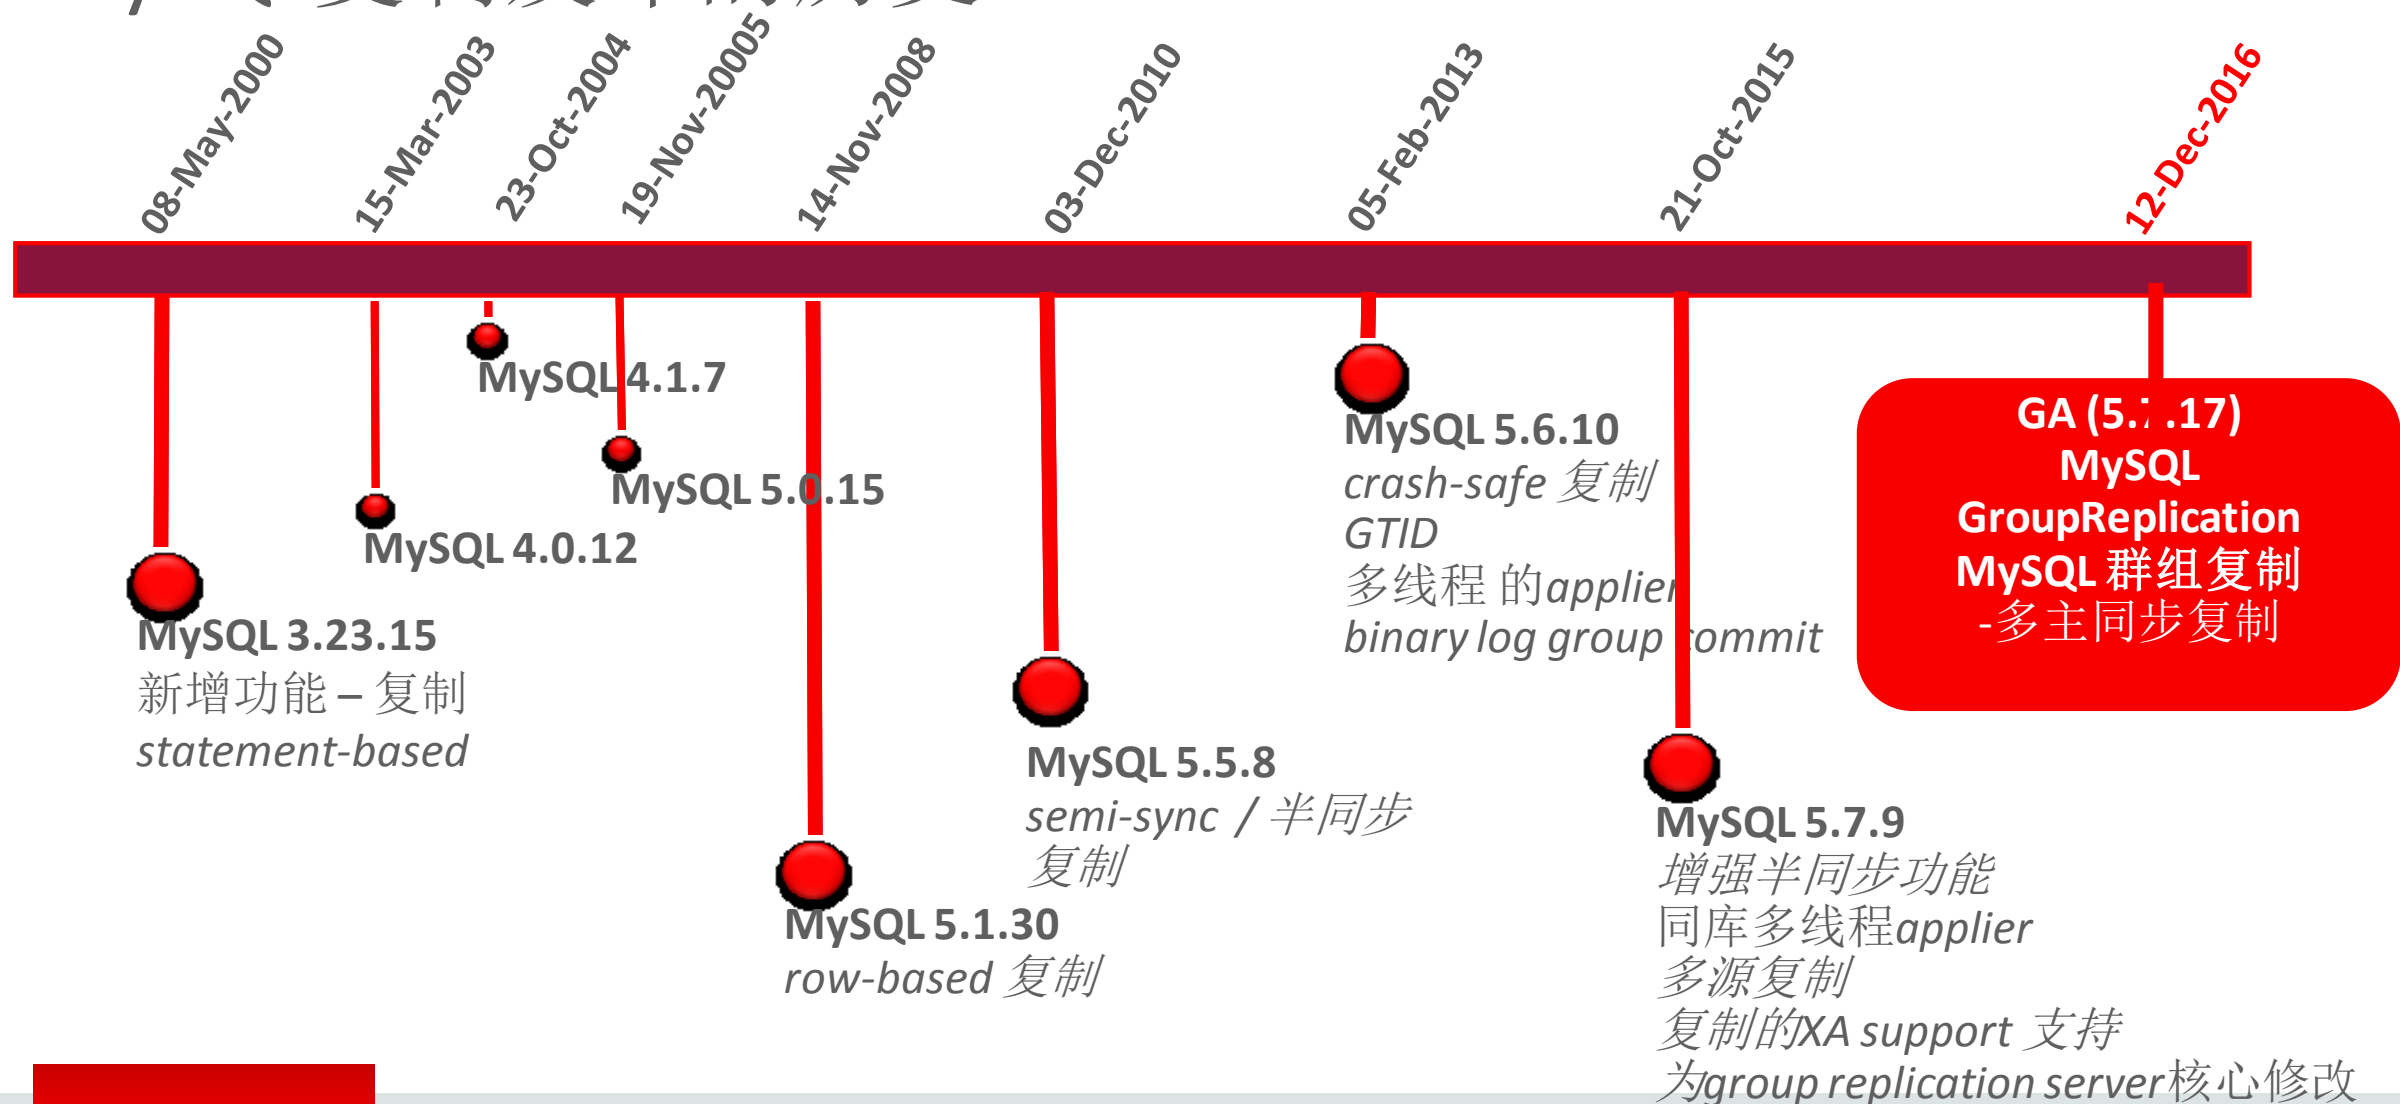 08-May-2000
15-Mar-2003
23-Oct-2004
19-Nov-20005
14-Nov-2008
03-Dec-2010
05-Feb-2013
21-Oct-2015
12-Dec-2016
MySQL 3.23.15
新增功能 – 复制
statement-based
MySQL 4.0.12
MySQL 4.1.7
MySQL 5.0.15
MySQL 5.1.30
row-based 复制
MySQL 5.5.8
semi-sync / 半同步
复制
MySQL 5.6.10
crash-safe 复制
GTID
多线程 的applier
binary log group commit
MySQL 5.7.9
增强半同步功能
同库多线程applier
多源复制
复制的XA support 支持
为group replication server核心修改
GA (5.7.17)
MySQL
GroupReplication
MySQL 群组复制
-多主同步复制